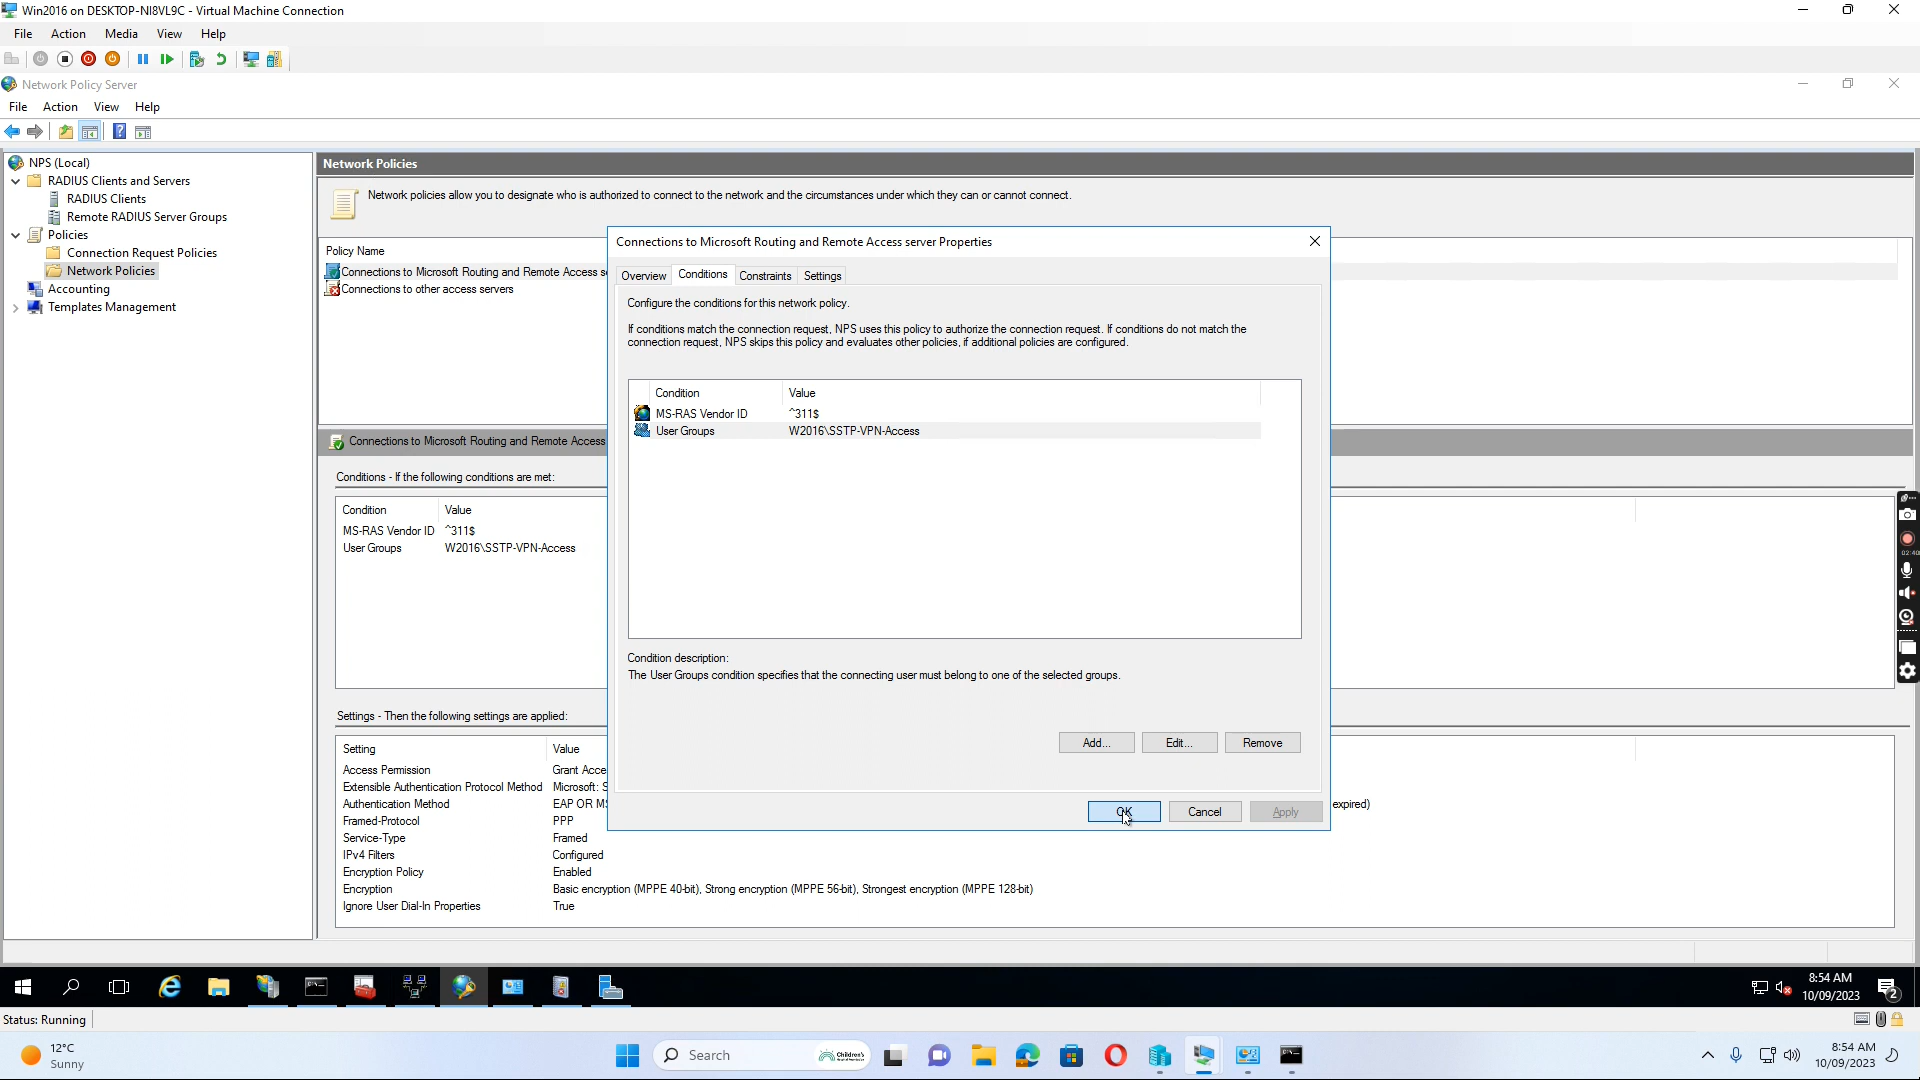 Win2016 on DESKTOP-NI8VL9C - Virtual Machine Connection
File Action Media View Help
Network Policy Server
File Action View Help
NPS (Local)
RADIUS Clients and Servers
RADIUS Clients
Remote RADIUS Server Groups
Policies
Connection Request Policies
Network Policies
Accounting
Templates Management
Network Policies
Network policies allow you to designate who is authorized to connect to the network and the circumstances under which they can or cannot connect.
Policy Name
Connections to Microsoft Routing and Remote Access
Connections to other access servers
Connections to Microsoft Routing and Remote Access
Conditions - If the following conditions are met:
Condition Value
MS-RAS Vendor ID ^311$
User Groups W2016\SSTP-VPN-Access
Settings - Then the following settings are applied:
Setting Value
Access Permission Grant Acce
Extensible Authentication Protocol Method Microsoft: S
Authentication Method EAP OR MS expired)
Framed-Protocol PPP
Service-Type Framed
IPv4 Filters Configured
Encryption Policy Enabled
Encryption Basic encryption (MPPE 40-bit), Strong encryption (MPPE 56-bit), Strongest encryption (MPPE 128-bit)
Ignore User Dial-In Properties True
Connections to Microsoft Routing and Remote Access server Properties
Overview Conditions Constraints Settings
Configure the conditions for this network policy.
If conditions match the connection request, NPS uses this policy to authorize the connection request. If conditions do not match the
connection request, NPS skips this policy and evaluates other policies, if additional policies are configured.
Condition Value
MS-RAS Vendor ID ^311$
User Groups W2016\SSTP-VPN-Access
Condition description:
The User Groups condition specifies that the connecting user must belong to one of the selected groups.
Add... Edit... Remove
OK Cancel Apply
02:40
8:54 AM
10/09/2023
2
Status: Running
12°C
Sunny
Search
Children's
8:54 AM
10/09/2023